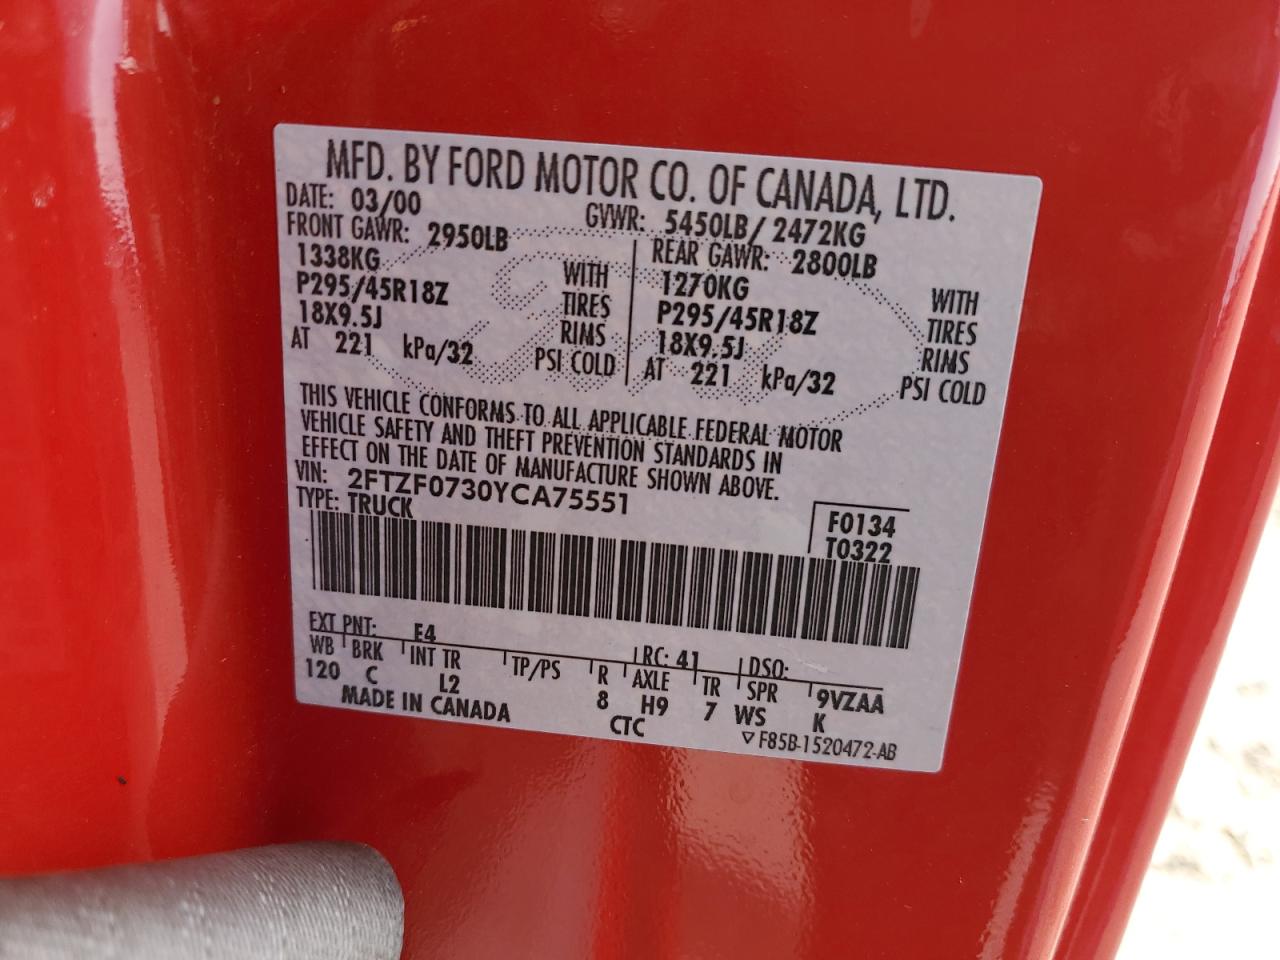 MFD. BY FORD MOTOR CO. OF CANADA, LTD.
DATE: 03/00 GVWR: 5450LB/ 2472KG
FRONT GAWR: 2950LB REAR GAWR: 2800LB
1338KG WITH 1270KG WITH
P295/45R18Z TIRES P295/45R18Z TIRES
18X9.5J RIMS 18X9.5J RIMS
AT 221 kPa/32 PSI COLD AT 221 kPa/32 PSI COLD
THIS VEHICLE CONFORMS TO ALL APPLICABLE FEDERAL MOTOR
VEHICLE SAFETY AND THEFT PREVENTION STANDARDS IN
EFFECT ON THE DATE OF MANUFACTURE SHOWN ABOVE.
VIN: 2FTZF0730YCA75551
TYPE: TRUCK
F0134
T0322
EXT PNT: E4 RC: 41 DSO:
WB BRK INT TR TP/PS R AXLE TR SPR 9VZAA
120 C L2 8 H9 7 WS K
MADE IN CANADA CTC ▽F85B-1520472-AB